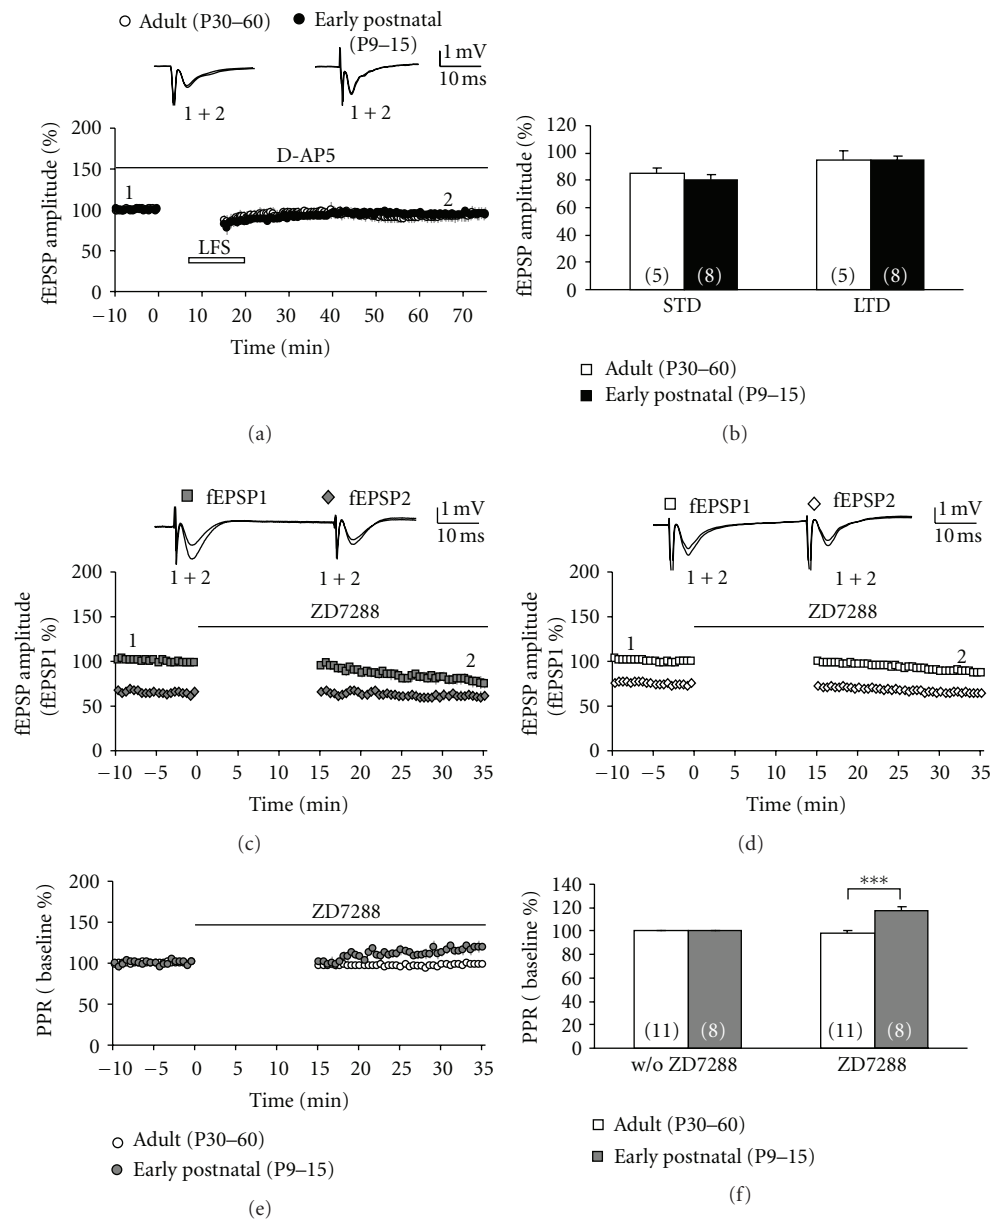 Adult (P30–60)
Early postnatal
(P9–15)
1 mV
10 ms
1 + 2
1 + 2
fEPSP amplitude (%)
200
150
100
50
0
D-AP5
1
2
LFS
−10 0 10 20 30 40 50 60 70
Time (min)
(a)
fEPSP amplitude (%)
120
100
80
60
40
20
0
(5) (8) (5) (8)
STD LTD
Adult (P30–60)
Early postnatal (P9–15)
(b)
fEPSP1 fEPSP2
1 mV
10 ms
1 + 2 1 + 2
fEPSP amplitude
(fEPSP1 %)
200
150
100
50
0
ZD7288
1
2
−10 −5 0 5 10 15 20 25 30 35
Time (min)
(c)
fEPSP1 fEPSP2
1 mV
10 ms
1 + 2 1 + 2
fEPSP amplitude
(fEPSP1 %)
200
150
100
50
0
ZD7288
1
2
−10 −5 0 5 10 15 20 25 30 35
Time (min)
(d)
PPR ( baseline %)
200
150
100
50
0
ZD7288
−10 −5 0 5 10 15 20 25 30 35
Time (min)
Adult (P30–60)
Early postnatal (P9–15)
(e)
PPR ( baseline %)
140
120
100
80
60
40
20
0
***
(11) (8) (11) (8)
w/o ZD7288 ZD7288
Adult (P30–60)
Early postnatal (P9–15)
(f)